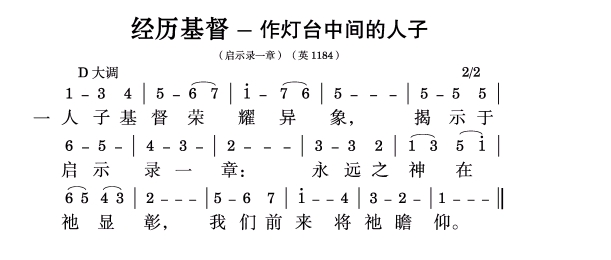 经历基督 – 作灯台中间的人子
（启示录一章）（英 1184）
D 大调 2/2
1 – 3 4 | 5 – 6 7 | i – 7 6 | 5 - - - | 5 – 5 5 |
一 人 子 基 督 荣 耀 异 象， 揭 示 于
6 – 5 – | 4 – 3 – | 2 - - - | 3 – 3 2 | 1 3 5 i |
启 示 录 一 章： 永 远 之 神 在
6 5 4 3 | 2 - - - | 5 – 6 7 | i - - 4 | 3 – 2 – | 1 - - - ||
祂 显 彰， 我 们 前 来 将 祂 瞻 仰。